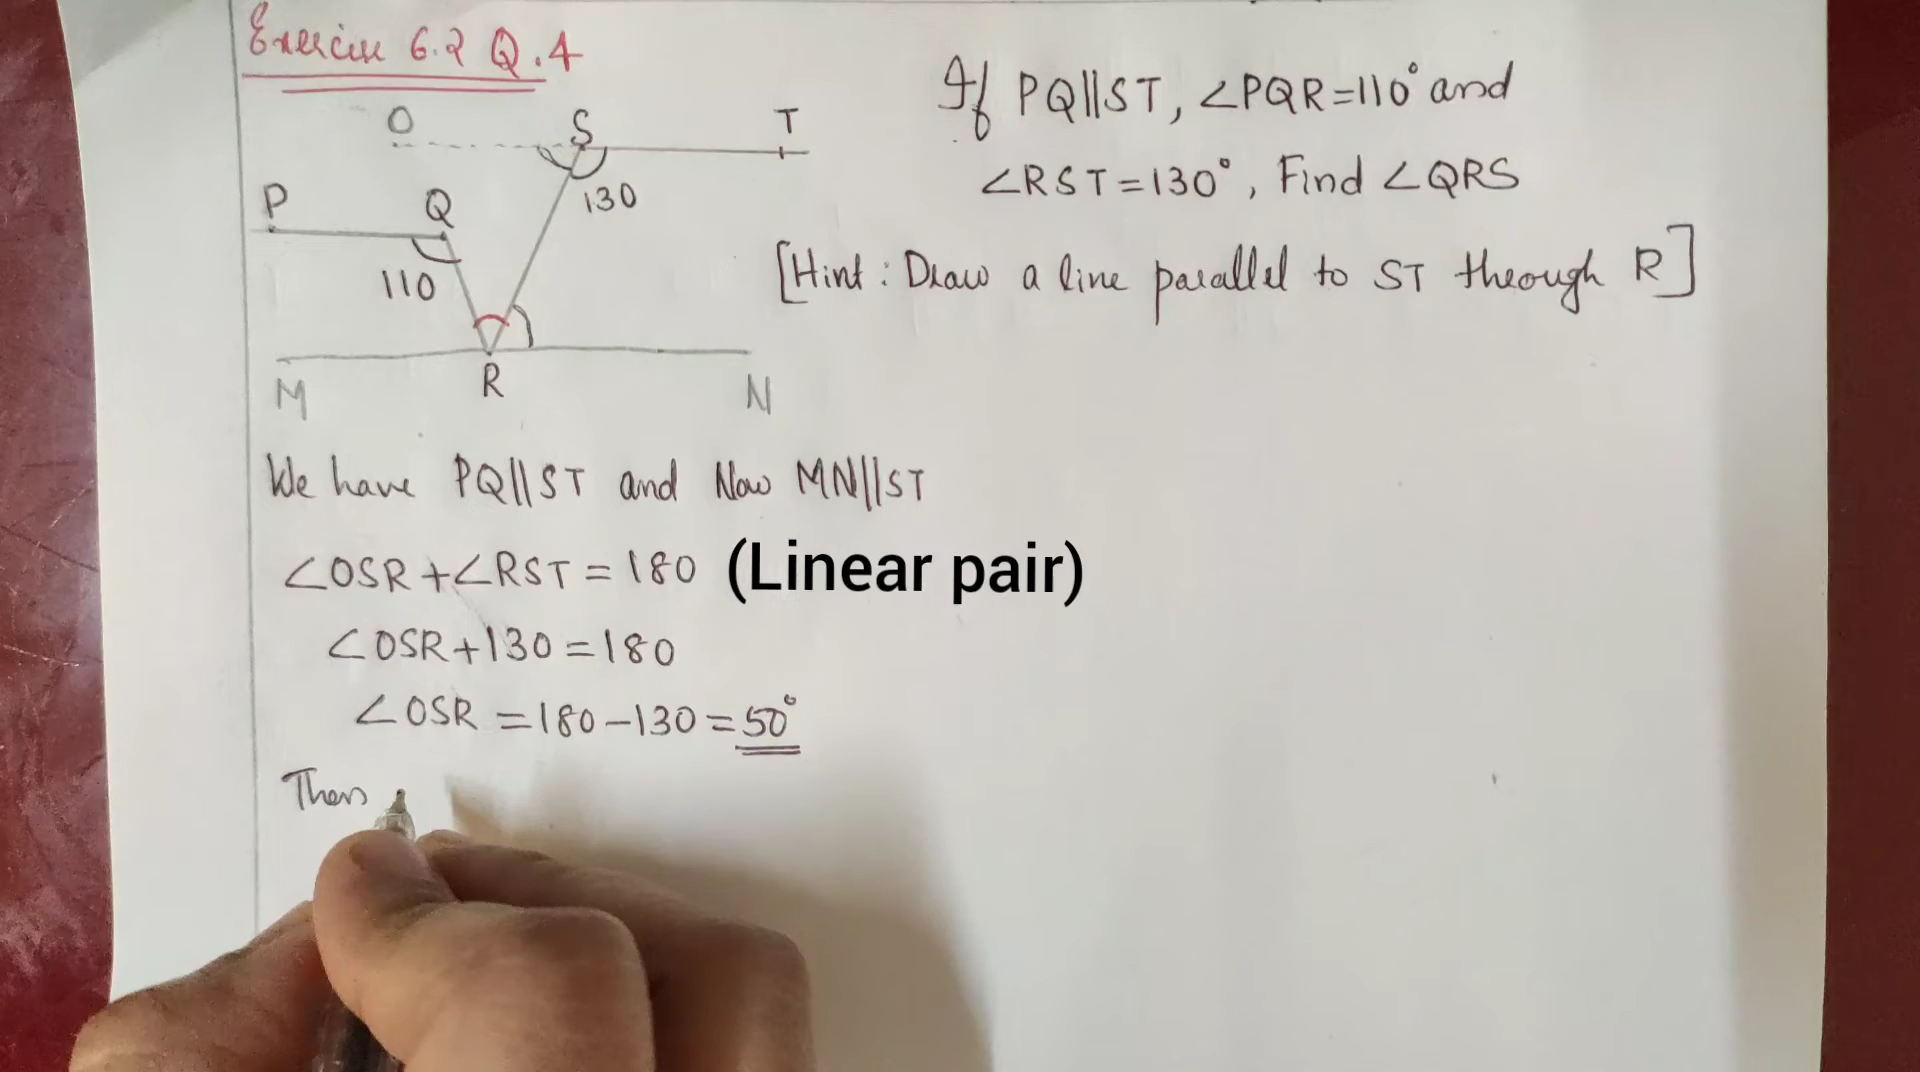 Exercise 6.2 Q.4
If PQ||ST, ∠PQR=110° and
∠RST=130°, Find ∠QRS
[Hint: Draw a line parallel to ST through R]
O S T
130
P Q
110
M R N
We have PQ||ST and Now MN||ST
∠OSR+∠RST=180 (Linear pair)
∠OSR+130=180
∠OSR=180-130=50°
Then